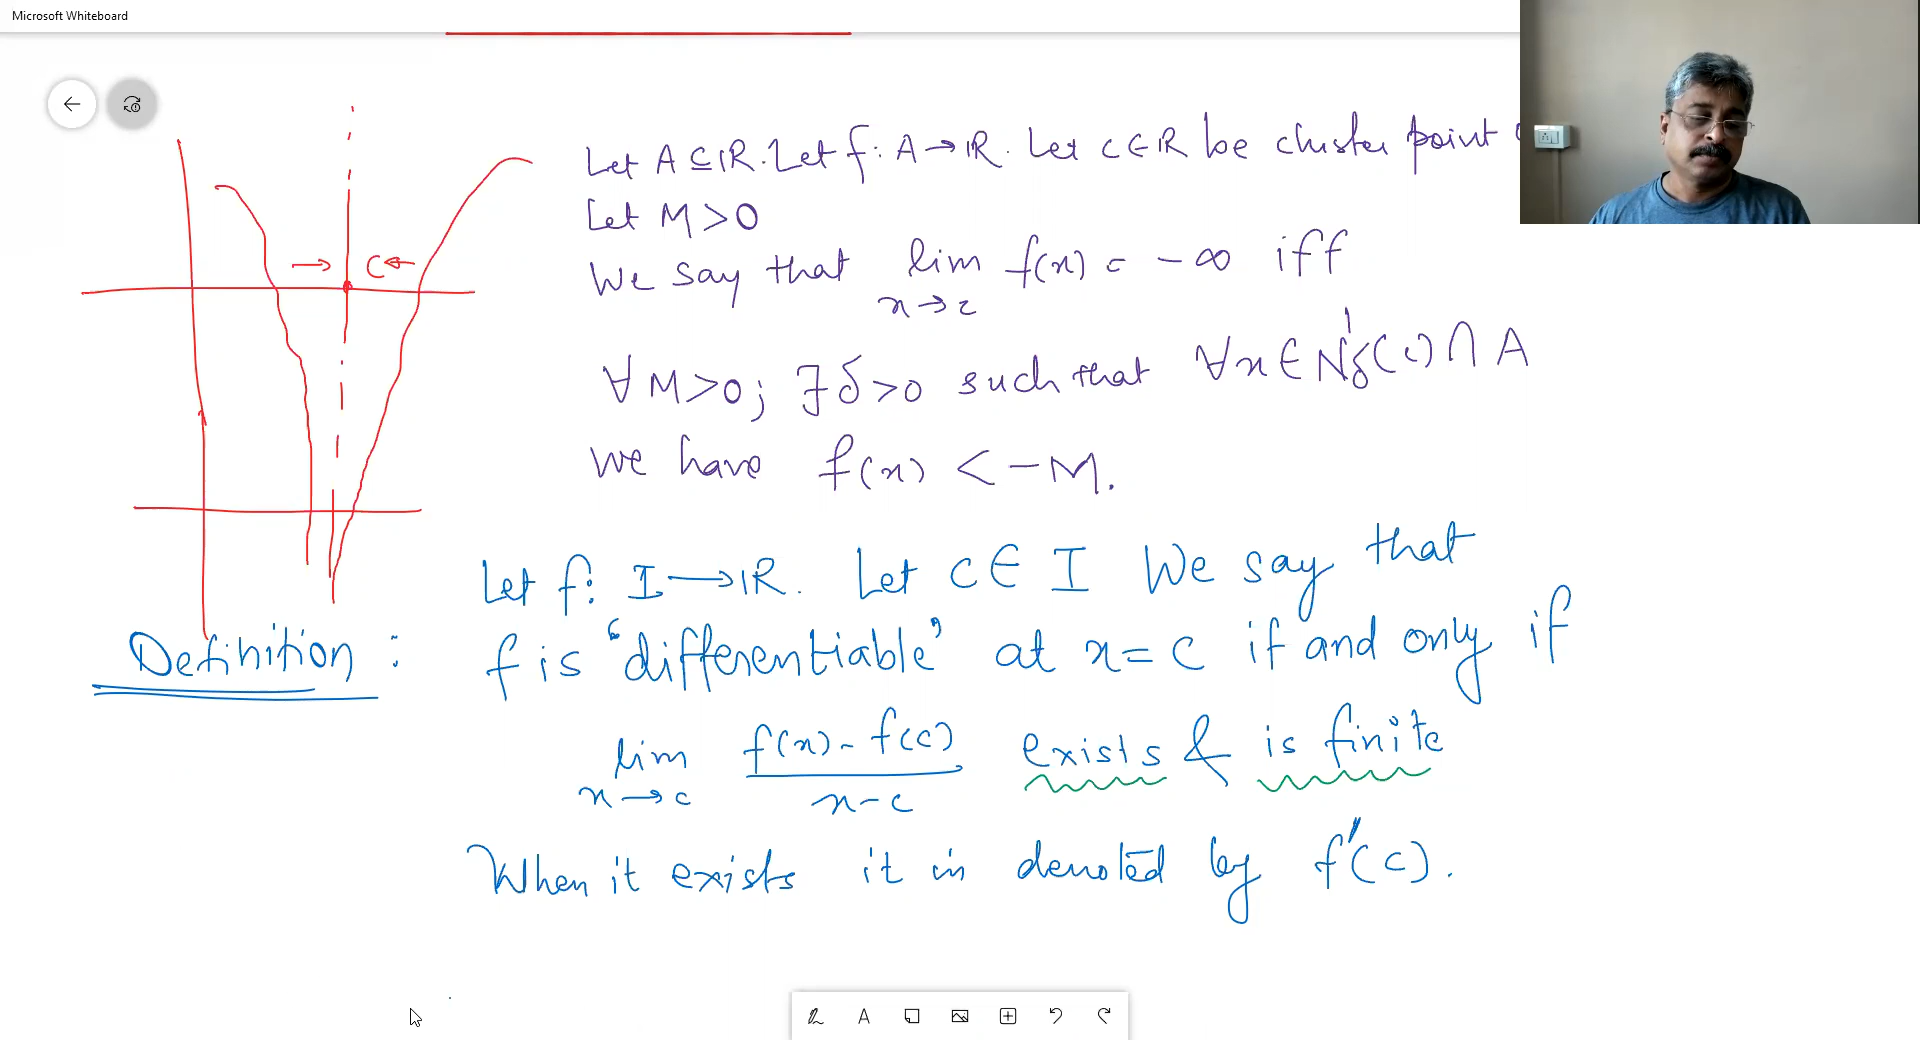 Microsoft Whiteboard
Let A ⊆ ℝ. Let f: A → ℝ. Let c ∈ ℝ be cluster point
Let M > 0
We say that lim f(x) = -∞ iff
x → c
∀ M > 0; ∃ δ > 0 such that ∀ x ∈ N'δ(c) ∩ A
we have f(x) < -M.
C
Let f: I → ℝ. Let c ∈ I We say that
Definition : f is 'differentiable' at x = c if and only if
lim f(x) - f(c) exists & is finite
x → c x - c
When it exists it is denoted by f'(c).
A